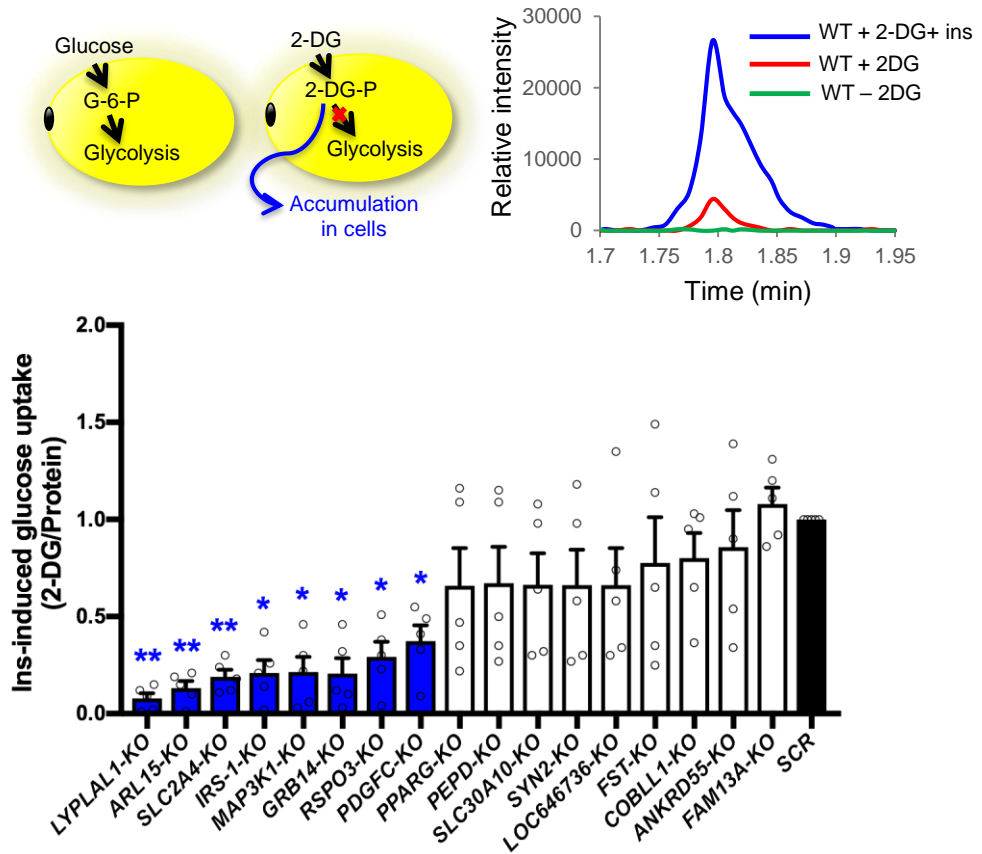 Glucose
G-6-P
Glycolysis
2-DG
2-DG-P
Glycolysis
Accumulation
in cells
Relative intensity
30000
20000
10000
0
1.7 1.75 1.8 1.85 1.9 1.95
Time (min)
WT + 2-DG+ ins
WT + 2DG
WT – 2DG
Ins-induced glucose uptake
(2-DG/Protein)
2.0
1.5
1.0
0.5
0.0
** ** ** * * * * *
LYPLAL1-KO
ARL15-KO
SLC2A4-KO
IRS-1-KO
MAP3K1-KO
GRB14-KO
RSPO3-KO
PDGFC-KO
PPARG-KO
PEPD-KO
SLC30A10-KO
SYN2-KO
LOC646736-KO
FST-KO
COBLL1-KO
ANKRD55-KO
FAM13A-KO
SCR